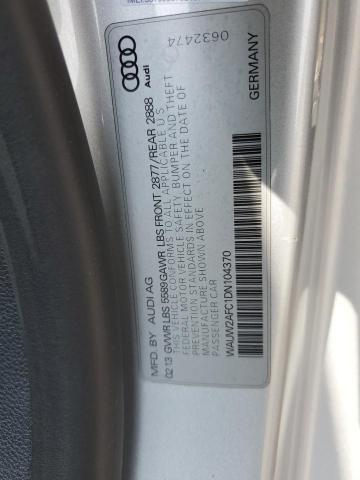 0632474
Audi
MFD. BY AUDI AG
02 13 GVWR LBS 5589 GAWR LBS FRONT 2877/REAR 2888
THIS VEHICLE CONFORMS TO ALL APPLICABLE U.S.
FEDERAL MOTOR VEHICLE SAFETY, BUMPER AND THEFT
PREVENTION STANDARDS IN EFFECT ON THE DATE OF
MANUFACTURE SHOWN ABOVE
PASSENGER CAR
WAUW2AFC1DN104370
GERMANY